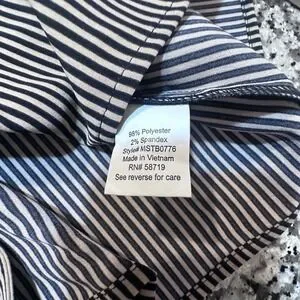 98% Polyester
2% Spandex
Style# MSTB0776
Made in Vietnam
RN# 58719
See reverse for care